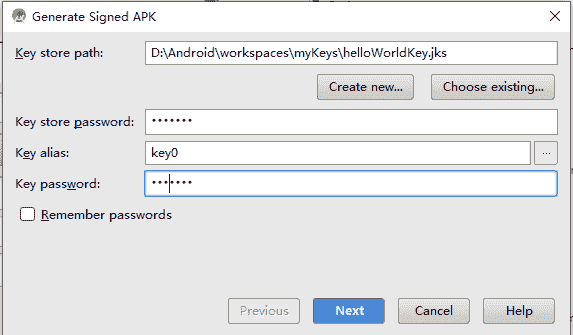 Generate Signed APK
Key store path: D:\Android\workspaces\myKeys\helloWorldKey.jks
Create new... Choose existing...
Key store password: •••••••
Key alias: key0 ...
Key password: •••••••
Remember passwords
Previous Next Cancel Help